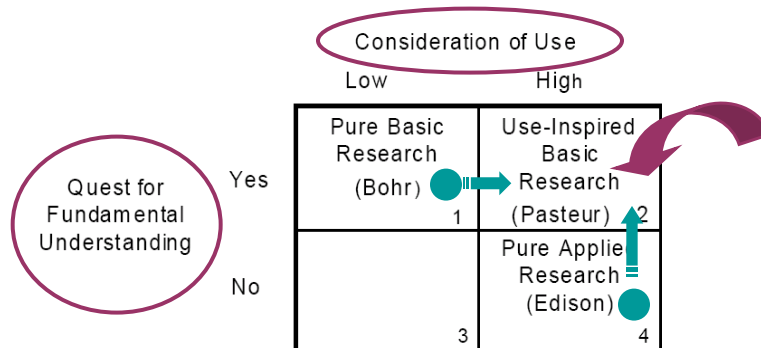 Consideration of Use
Low High
Quest for
Fundamental
Understanding
Yes
No
Pure Basic
Research
(Bohr)
1
Use-Inspired
Basic
Research
(Pasteur)
2
3
Pure Applied
Research
(Edison)
4